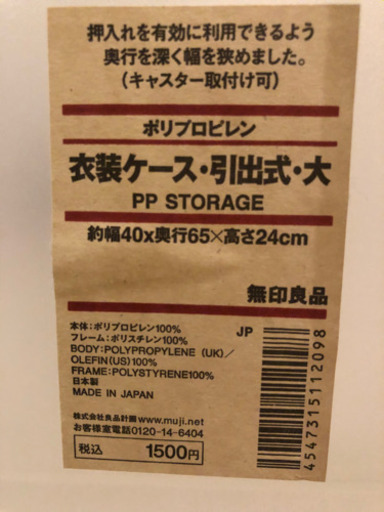 押入れを有効に利用できるよう
奥行を深く幅を狭めました。
(キャスター取付け可)
ポリプロピレン
衣装ケース・引出式・大
PP STORAGE
約幅40x奥行65×高さ24cm
無印良品
本体:ポリプロピレン100%
フレーム:ポリスチレン100%
BODY:POLYPROPYLENE (UK)/
OLEFIN(US)100%
FRAME:POLYSTYRENE100%
日本製
MADE IN JAPAN
JP
4547315112098
株式会社良品計画 www.muji.net
お客様室電話0120-14-6404
税込 1500円